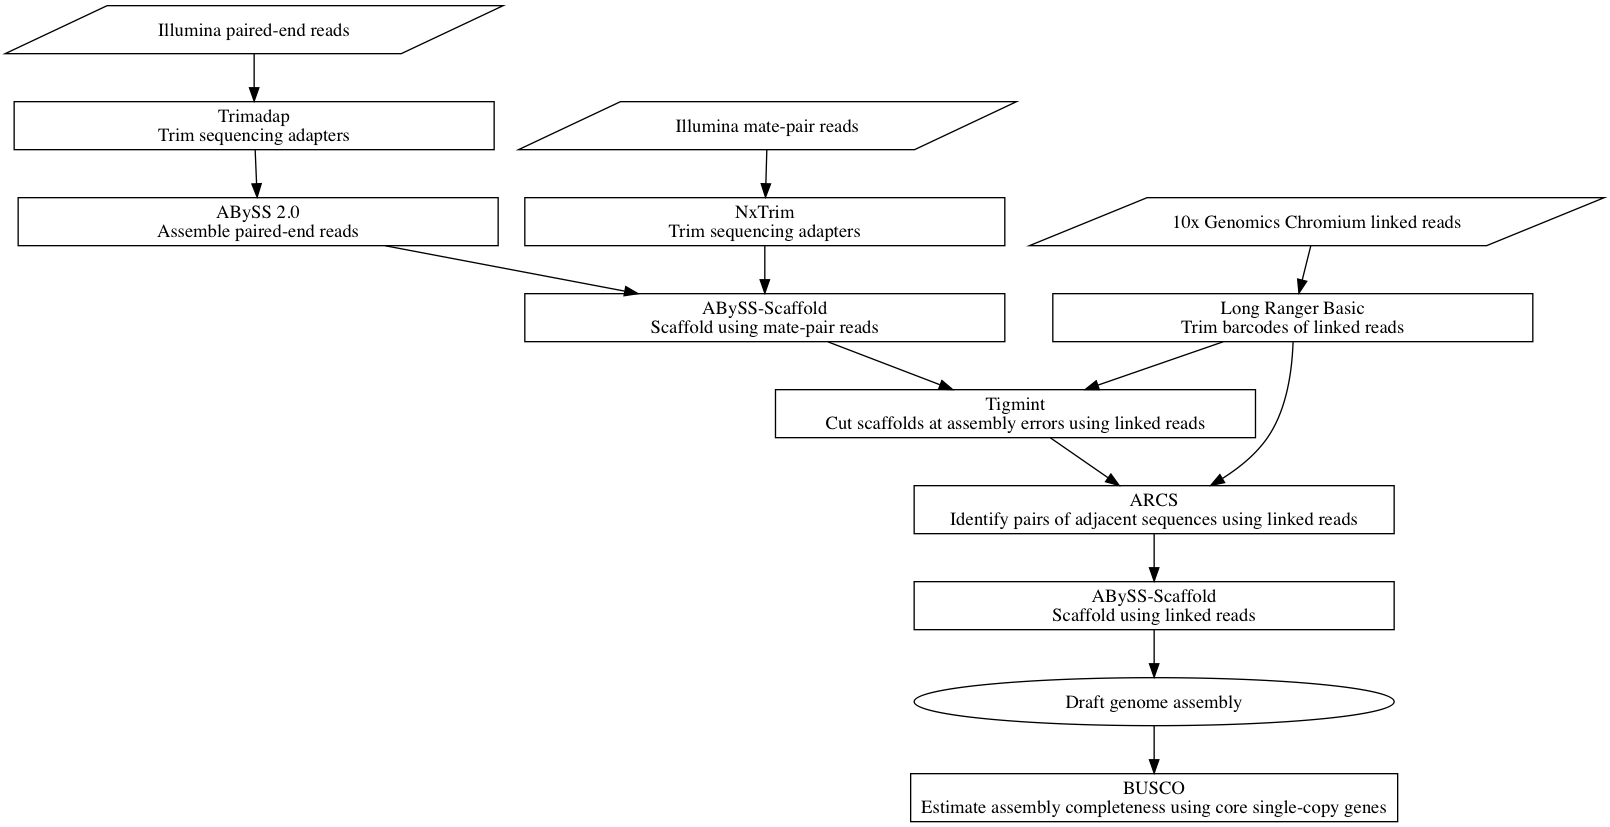 Illumina paired-end reads
Trimadap
Trim sequencing adapters
Illumina mate-pair reads
ABySS 2.0
Assemble paired-end reads
NxTrim
Trim sequencing adapters
10x Genomics Chromium linked reads
ABySS-Scaffold
Scaffold using mate-pair reads
Long Ranger Basic
Trim barcodes of linked reads
Tigmint
Cut scaffolds at assembly errors using linked reads
ARCS
Identify pairs of adjacent sequences using linked reads
ABySS-Scaffold
Scaffold using linked reads
Draft genome assembly
BUSCO
Estimate assembly completeness using core single-copy genes